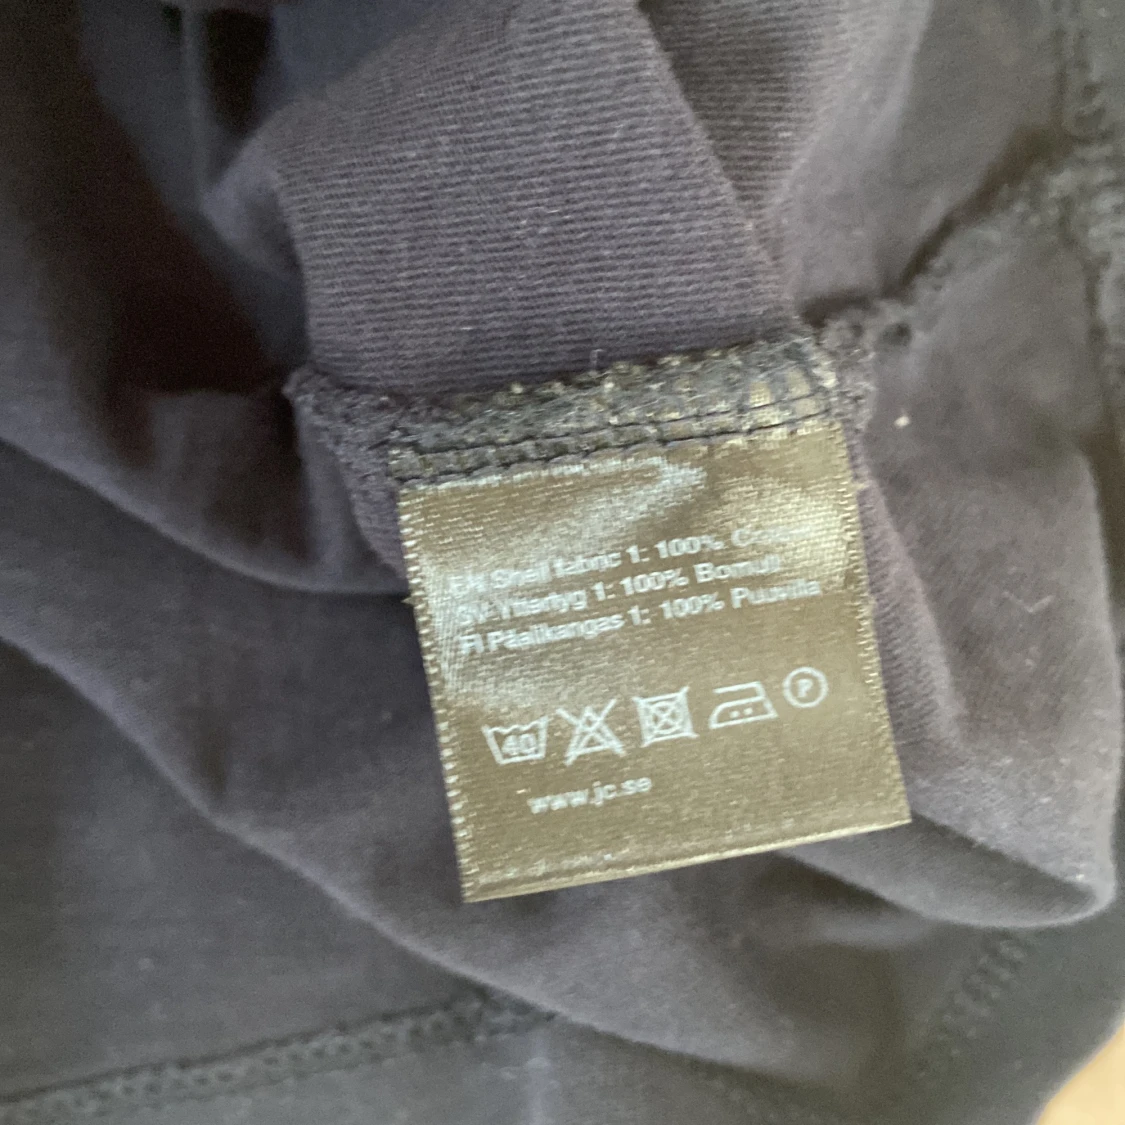 EN Shell fabric 1: 100% Cotton
SV Yttertyg 1: 100% Bomull
FI Päällikangas 1: 100% Puuvilla
40 P
www.jc.se